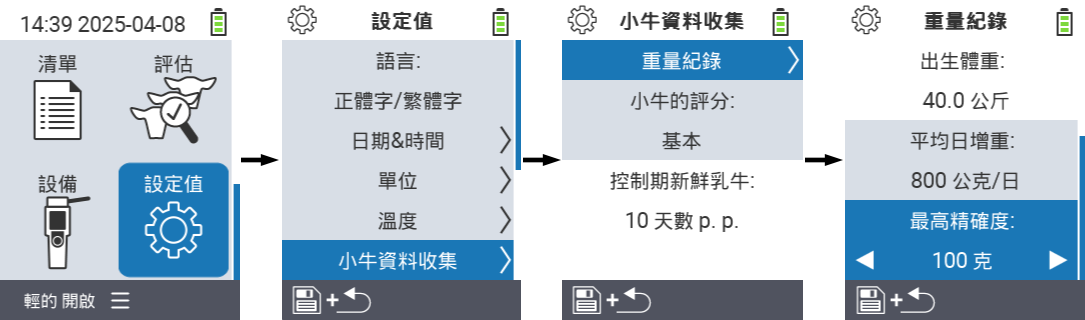 14:39 2025-04-08
清單
評估
設備
設定值
輕的 開啟
設定值
語言:
正體字/繁體字
日期&時間
單位
溫度
小牛資料收集
+
小牛資料收集
重量紀錄
小牛的評分:
基本
控制期新鮮乳牛:
10 天數 p. p.
+
重量紀錄
出生體重:
40.0 公斤
平均日增重:
800 公克/日
最高精確度:
100 克
+